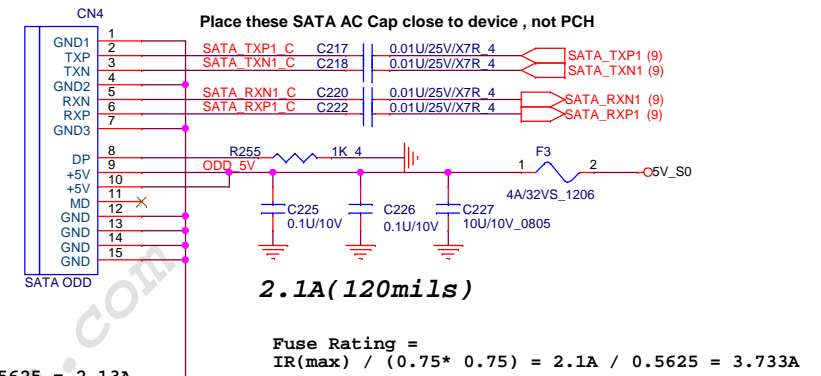 CN4
Place these SATA AC Cap close to device , not PCH
GND1 1
TXP 2 SATA_TXP1_C C217 0.01U/25V/X7R_4 SATA_TXP1 (9)
TXN 3 SATA_TXN1_C C218 0.01U/25V/X7R_4 SATA_TXN1 (9)
GND2 4
RXN 5 SATA_RXN1_C C220 0.01U/25V/X7R_4 SATA_RXN1 (9)
RXP 6 SATA_RXP1_C C222 0.01U/25V/X7R_4 SATA_RXP1 (9)
GND3 7
DP 8 R255 1K_4 F3
+5V 9 ODD_5V 1 2 5V_S0
+5V 10
MD 11 4A/32VS_1206
GND 12 C225 C226 C227
GND 13 0.1U/10V 0.1U/10V 10U/10V_0805
GND 14
GND 15
SATA ODD
2.1A(120mils)
.com
Fuse Rating =
IR(max) / (0.75* 0.75) = 2.1A / 0.5625 = 3.733A
5625 = 2.13A